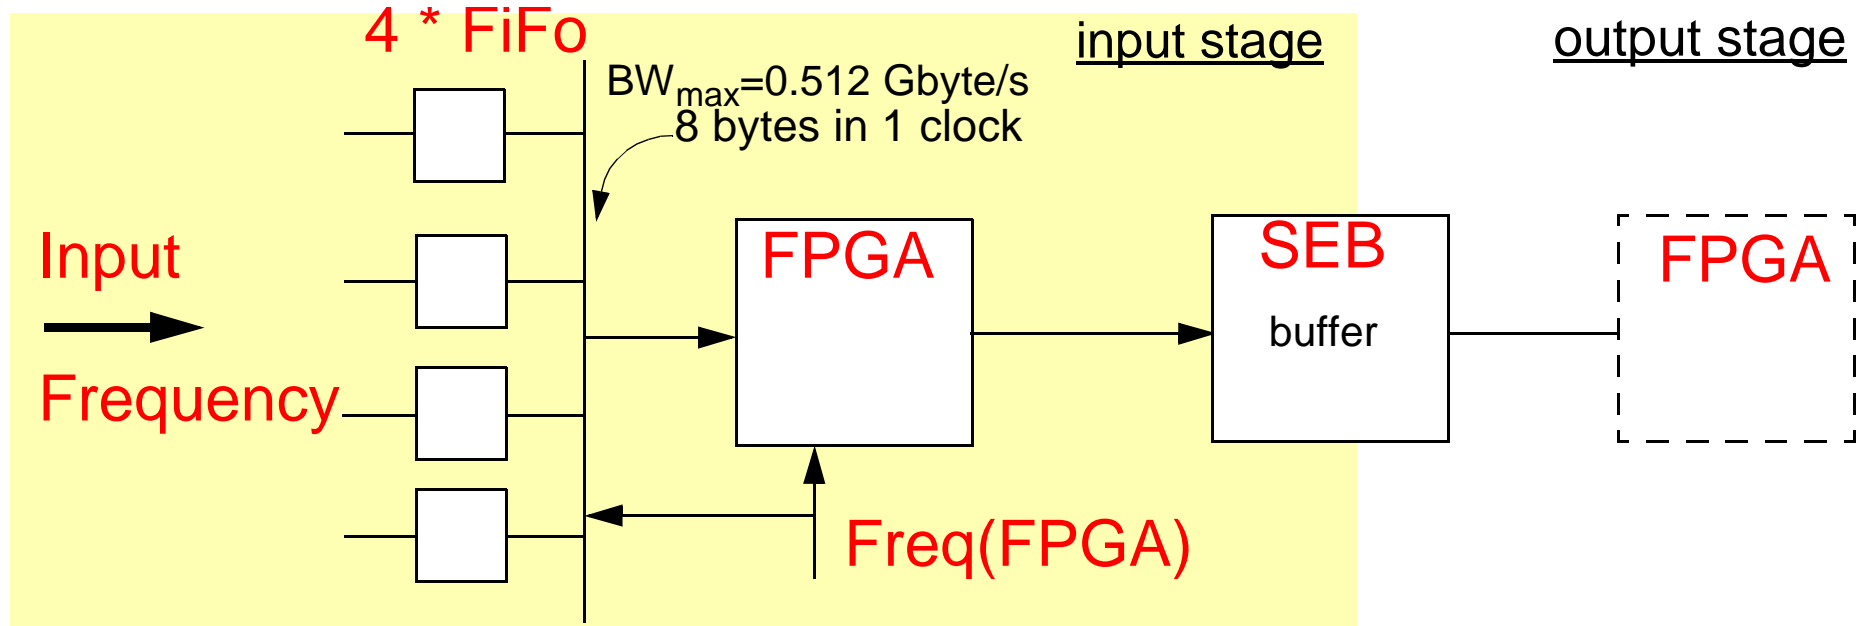 4 * FiFo
input stage
output stage
BWmax=0.512 Gbyte/s
8 bytes in 1 clock
Input
Frequency
FPGA
SEB
buffer
FPGA
Freq(FPGA)